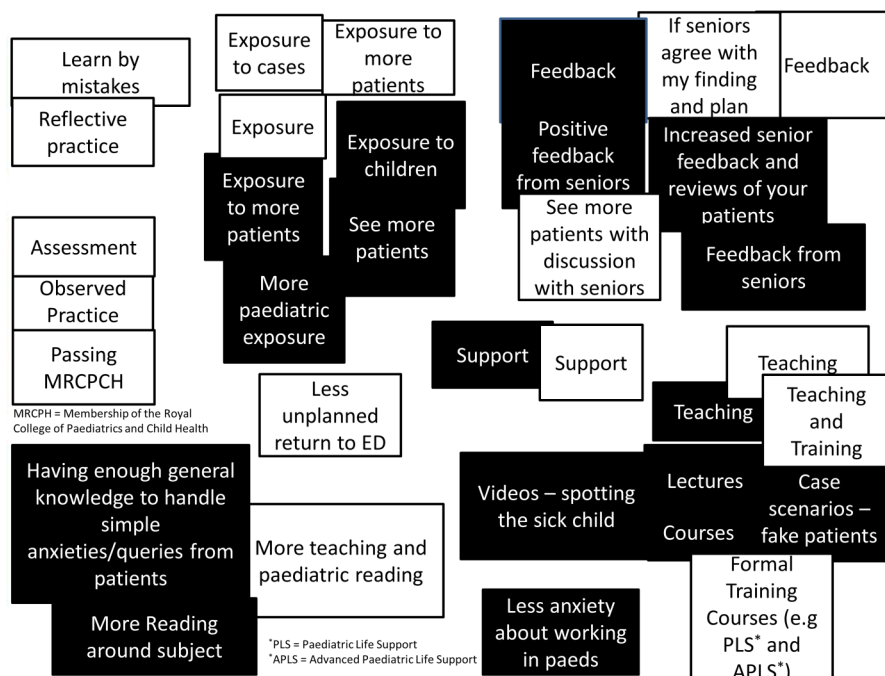 Learn by
mistakes
Reflective
practice
Exposure
to cases
Exposure to
more
patients
Exposure
Exposure to
children
Exposure
to more
patients
See more
patients
More
paediatric
exposure
Feedback
If seniors
agree with
my finding
and plan
Feedback
Positive
feedback
from seniors
Increased senior
feedback and
reviews of your
patients
See more
patients with
discussion
with seniors
Feedback from
seniors
Assessment
Observed
Practice
Passing
MRCPCH
MRCPH = Membership of the Royal
College of Paediatrics and Child Health
Less
unplanned
return to ED
Support
Support
Teaching
Teaching
Teaching
and
Training
Having enough general
knowledge to handle
simple
anxieties/queries from
patients
More teaching and
paediatric reading
More Reading
around subject
*PLS = Paediatric Life Support
*APLS = Advanced Paediatric Life Support
Videos – spotting
the sick child
Lectures
Courses
Case
scenarios –
fake patients
Less anxiety
about working
in paeds
Formal
Training
Courses (e.g
PLS* and
APLS*)